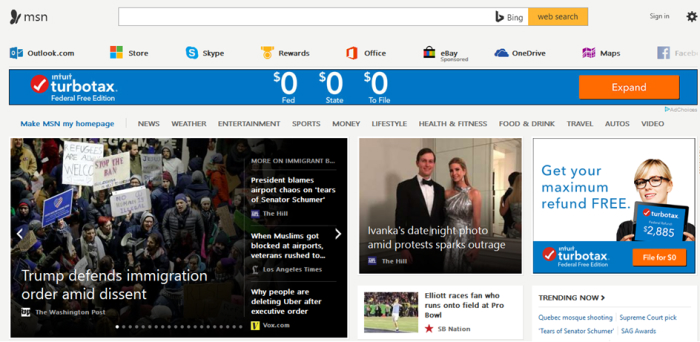 msn
Bing
web search
Sign in
Outlook.com
Store
Skype
Rewards
Office
eBay
Sponsored
OneDrive
Maps
Faceb
intuit
turbotax.
Federal Free Edition
$0 $0 $0
Fed State To File
Expand
AdChoices
Make MSN my homepage
NEWS WEATHER ENTERTAINMENT SPORTS MONEY LIFESTYLE HEALTH & FITNESS FOOD & DRINK TRAVEL AUTOS VIDEO
REFUGEES
ARE
WELCO
STOP THE
BAN
MORE ON IMMIGRANT B...
President blames
airport chaos on 'tears
of Senator Schumer'
The Hill
When Muslims got
blocked at airports,
veterans rushed to...
Los Angeles Times
Why people are
deleting Uber after
executive order
Vox.com
Trump defends immigration
order amid dissent
wp The Washington Post
Ivanka's date night photo
amid protests sparks outrage
The Hill
Elliott races fan who
runs onto field at Pro
Bowl
SB Nation
Get your
maximum
refund FREE.
turbotax.
Federal Refund
$2,885
intuit
turbotax.
Federal Free Edition
File for $0
TRENDING NOW >
Quebec mosque shooting Supreme Court pick
'Tears of Senator Schumer' SAG Awards